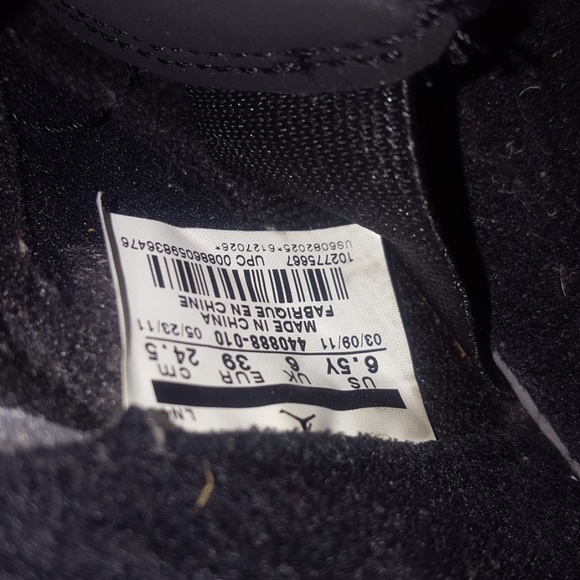 US UK EUR CM
6.5Y 6 39 24.5
03/09/11 440888-010 05/23/11
MADE IN CHINA
FABRIQUE EN CHINE
102775667 UPC 00886059836476
US6082025*6127026*